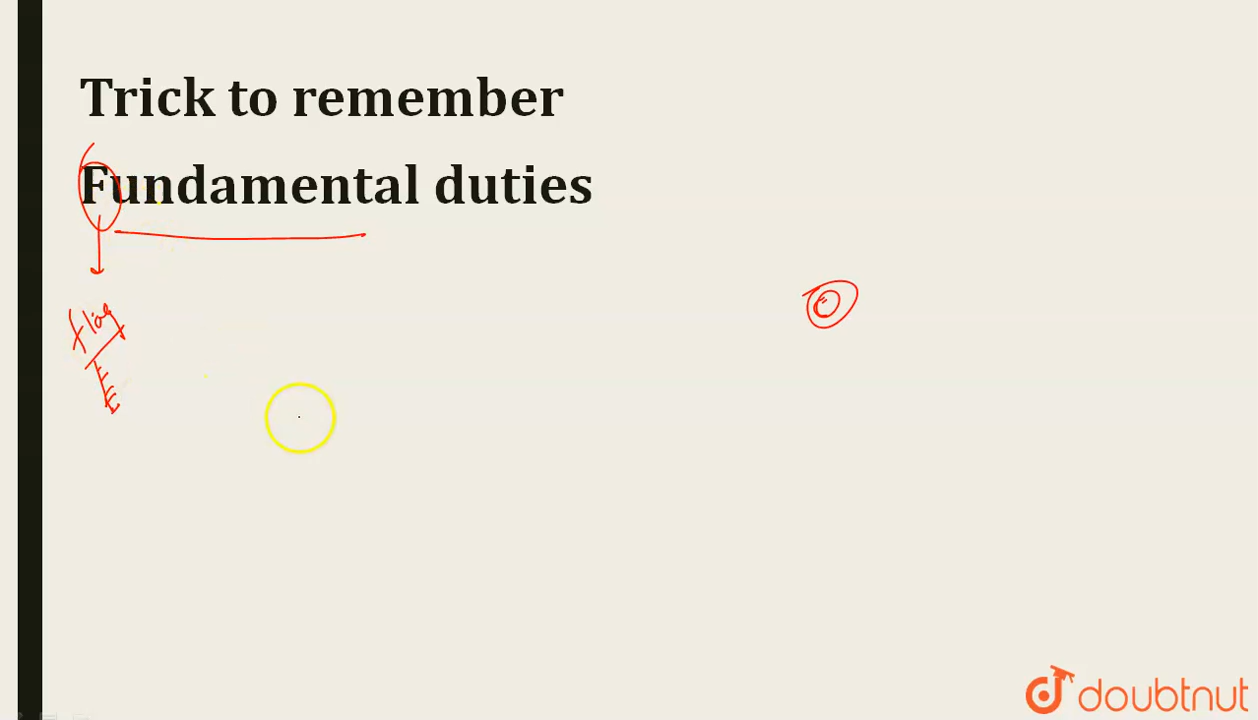 Trick to remember
Fundamental duties
flag
doubtnut